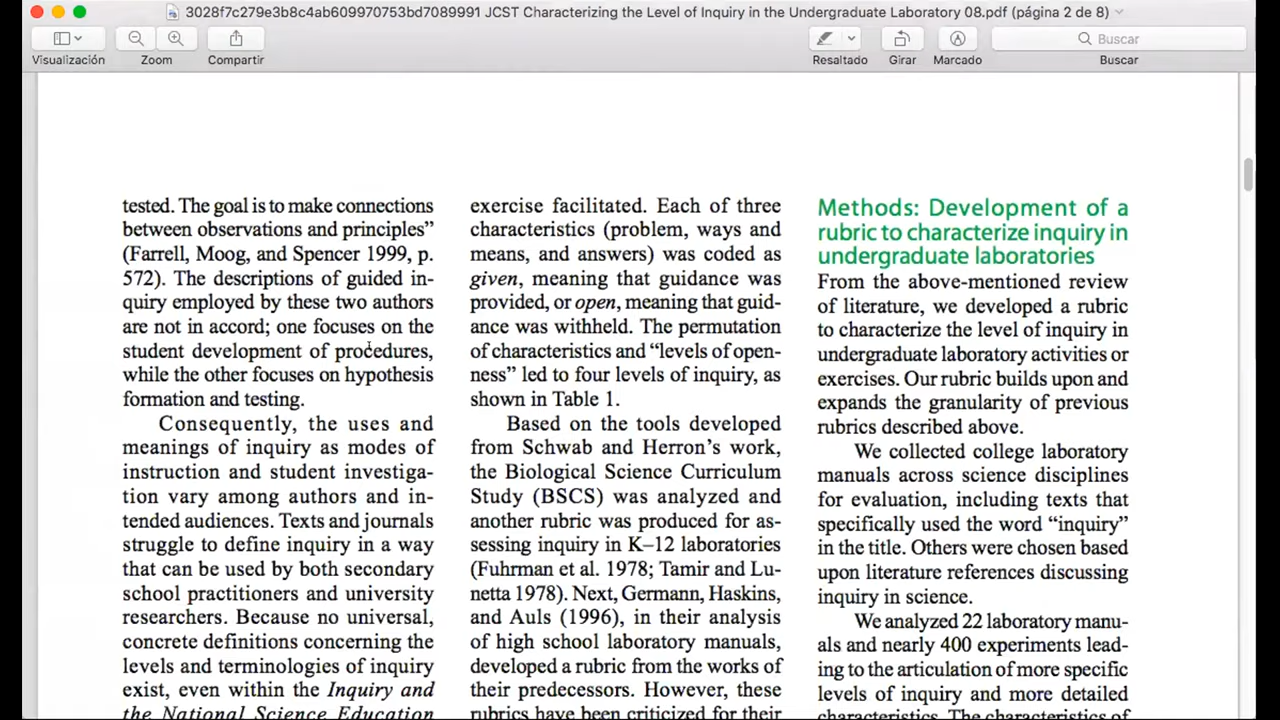 3028f7c279e3b8c4ab609970753bd7089991 JCST Characterizing the Level of Inquiry in the Undergraduate Laboratory 08.pdf (página 2 de 8)
Visualización
Zoom
Compartir
Resaltado
Girar
Marcado
Buscar
Buscar
tested. The goal is to make connections
between observations and principles”
(Farrell, Moog, and Spencer 1999, p.
572). The descriptions of guided in-
quiry employed by these two authors
are not in accord; one focuses on the
student development of procedures,
while the other focuses on hypothesis
formation and testing.
Consequently, the uses and
meanings of inquiry as modes of
instruction and student investiga-
tion vary among authors and in-
tended audiences. Texts and journals
struggle to define inquiry in a way
that can be used by both secondary
school practitioners and university
researchers. Because no universal,
concrete definitions concerning the
levels and terminologies of inquiry
exist, even within the Inquiry and
the National Science Education
exercise facilitated. Each of three
characteristics (problem, ways and
means, and answers) was coded as
given, meaning that guidance was
provided, or open, meaning that guid-
ance was withheld. The permutation
of characteristics and “levels of open-
ness” led to four levels of inquiry, as
shown in Table 1.
Based on the tools developed
from Schwab and Herron’s work,
the Biological Science Curriculum
Study (BSCS) was analyzed and
another rubric was produced for as-
sessing inquiry in K–12 laboratories
(Fuhrman et al. 1978; Tamir and Lu-
netta 1978). Next, Germann, Haskins,
and Auls (1996), in their analysis
of high school laboratory manuals,
developed a rubric from the works of
their predecessors. However, these
rubrics have been criticized for their
Methods: Development of a
rubric to characterize inquiry in
undergraduate laboratories
From the above-mentioned review
of literature, we developed a rubric
to characterize the level of inquiry in
undergraduate laboratory activities or
exercises. Our rubric builds upon and
expands the granularity of previous
rubrics described above.
We collected college laboratory
manuals across science disciplines
for evaluation, including texts that
specifically used the word “inquiry”
in the title. Others were chosen based
upon literature references discussing
inquiry in science.
We analyzed 22 laboratory manu-
als and nearly 400 experiments lead-
ing to the articulation of more specific
levels of inquiry and more detailed
characteristics. The characteristics of